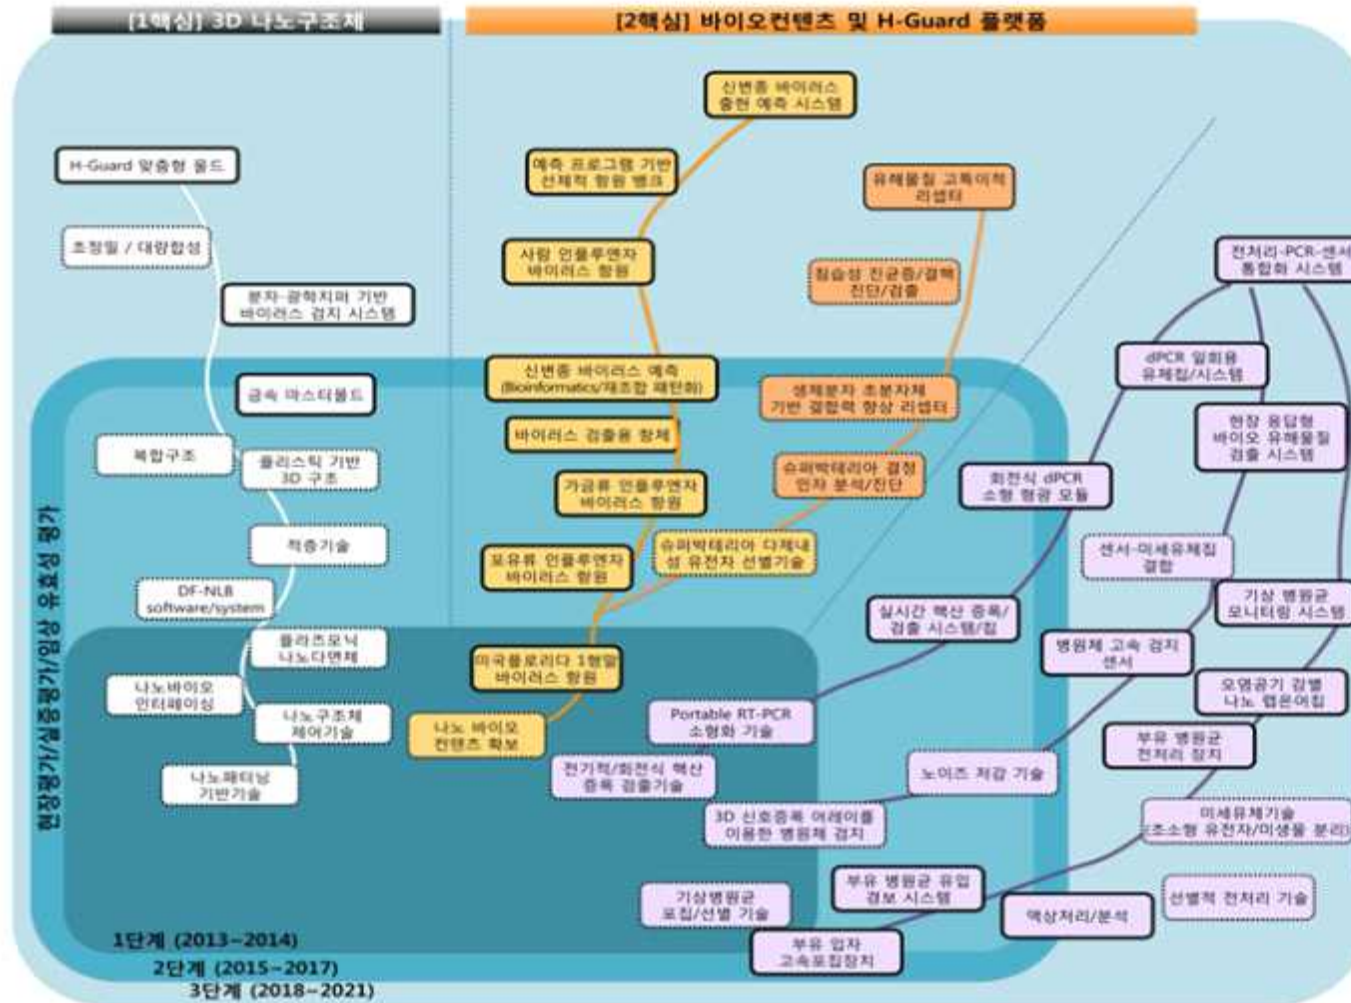 [1핵심] 3D 나노구조체
[2핵심] 바이오컨텐츠 및 H-Guard 플랫폼
H-Guard 맞춤형 몰드
초정밀 / 대량합성
분자-광학지퍼 기반
바이러스 검지 시스템
금속 마스터몰드
복합구조
플라스틱 기반
3D 구조
적층기술
DF-NLB
software/system
플라즈모닉
나노다면체
나노바이오
인터페이싱
나노구조체
제어기술
나노패터닝
기반기술
신변종 바이러스
출현 예측 시스템
예측 프로그램 기반
선제적 항원 뱅크
사람 인플루엔자
바이러스 항원
신변종 바이러스 예측
(Bioinformatics/재조합 패턴화)
바이러스 검출용 항체
가금류 인플루엔자
바이러스 항원
포유류 인플루엔자
바이러스 항원
미국플로리다 1형말
바이러스 항원
나노 바이오
컨텐츠 확보
유해물질 고특이적
리셉터
침습성 진균증/결핵
진단/검출
생체분자 초분자체
기반 결합력 향상 리셉터
슈퍼박테리아 결정
인자 분석/진단
슈퍼박테리아 다제내
성 유전자 선별기술
전처리-PCR-센서
통합화 시스템
dPCR 일회용
유체칩/시스템
현장 응답형
바이오 유해물질
검출 시스템
회전식 dPCR
소형 형광 모듈
센서-미세유체칩
결합
기상 병원균
모니터링 시스템
실시간 핵산 증폭/
검출 시스템/칩
병원체 고속 검지
센서
오염공기 감별
나노 랩온어칩
Portable RT-PCR
소형화 기술
부유 병원균
전처리 장치
전기적/회전식 핵산
증폭 검출기술
노이즈 저감 기술
3D 신호증폭 어레이를
이용한 병원체 검지
미세유체기술
(초소형 유전자/미생물 분리)
기상병원균
포집/선별 기술
부유 병원균 유입
경보 시스템
액상처리/분석
선별적 전처리 기술
부유 입자
고속포집장치
현장평가/실증평가/임상 유효성 평가
1단계 (2013~2014)
2단계 (2015~2017)
3단계 (2018~2021)